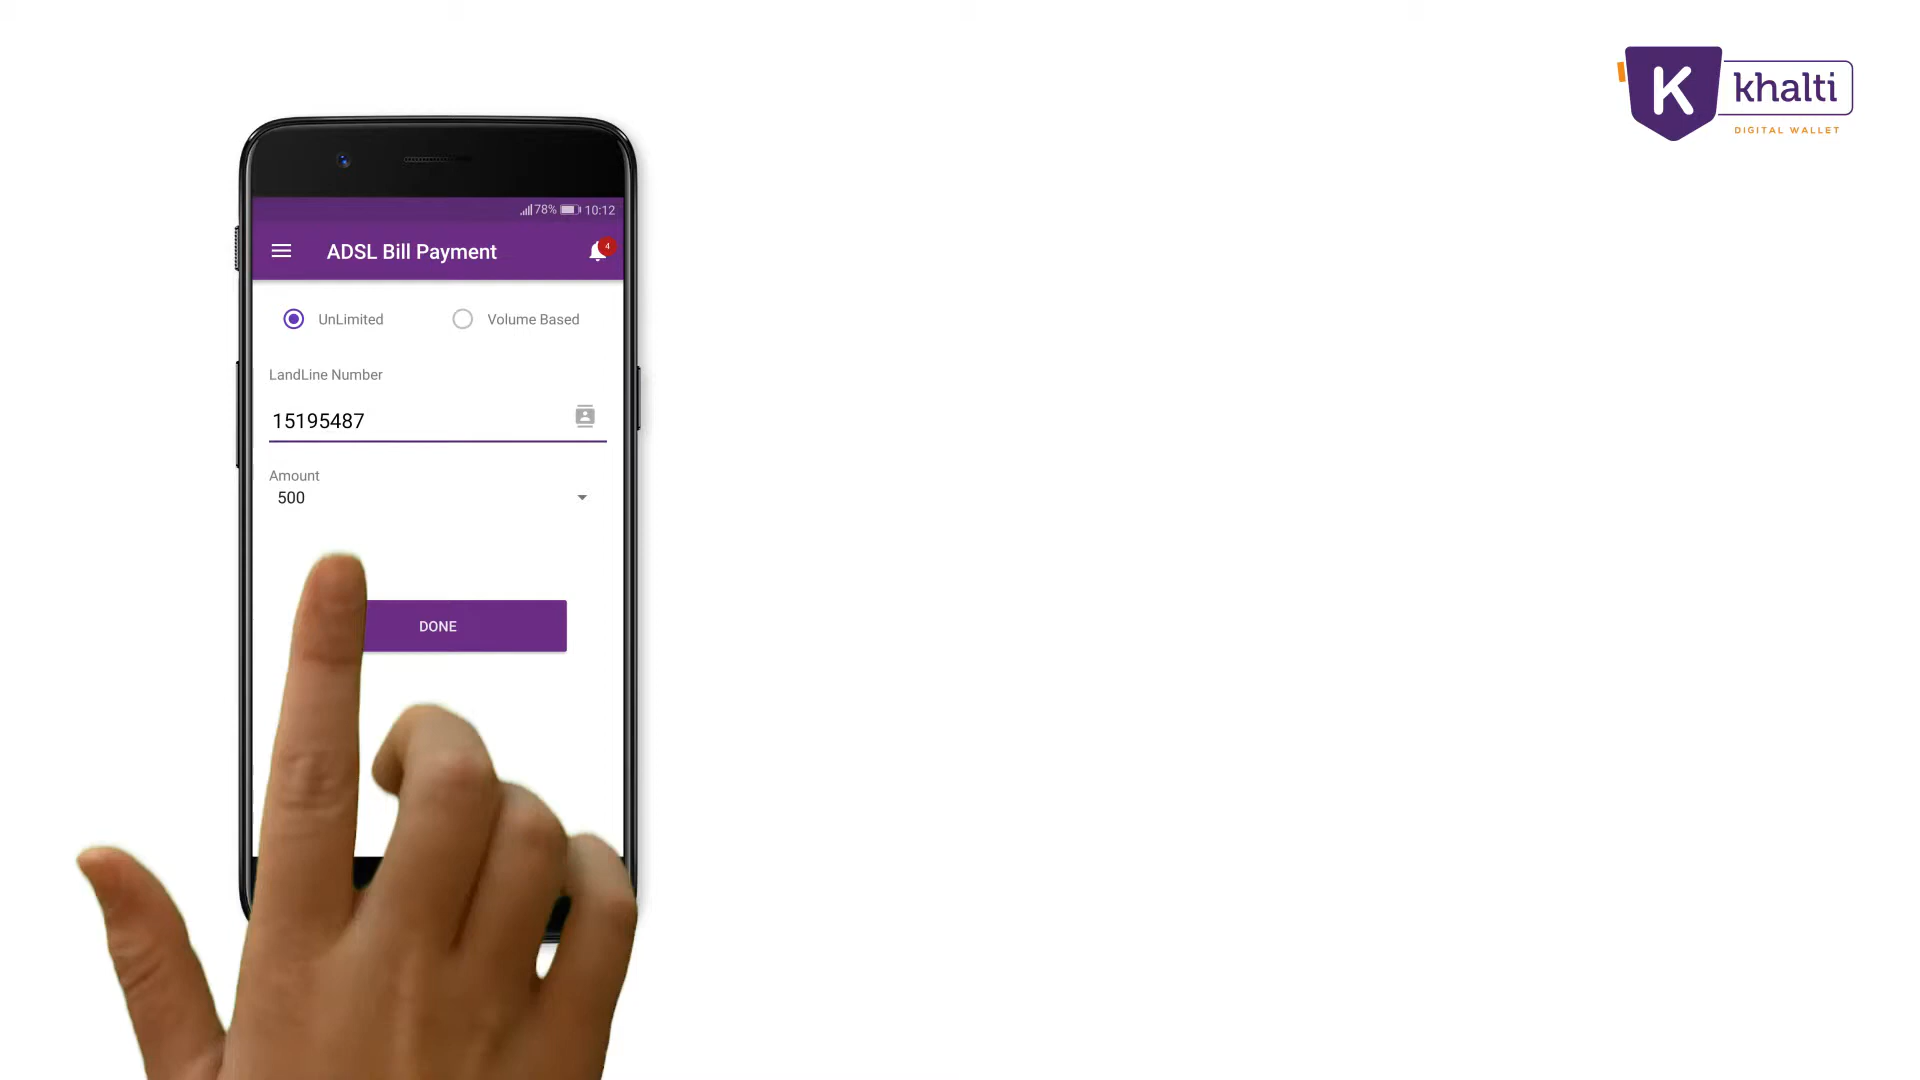 K khalti
DIGITAL WALLET
78% 10:12
ADSL Bill Payment
4
UnLimited Volume Based
LandLine Number
15195487
Amount
500
DONE